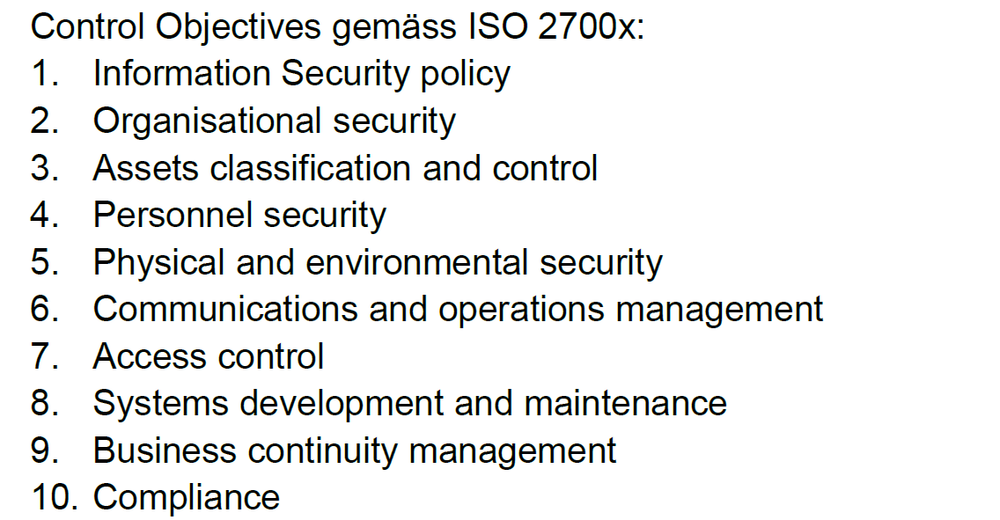 Control Objectives gemäss ISO 2700x:
1. Information Security policy
2. Organisational security
3. Assets classification and control
4. Personnel security
5. Physical and environmental security
6. Communications and operations management
7. Access control
8. Systems development and maintenance
9. Business continuity management
10. Compliance